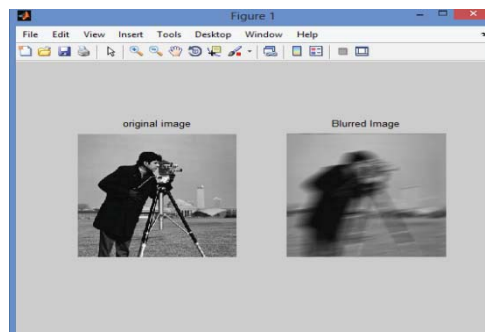 Figure 1
File Edit View Insert Tools Desktop Window Help
original image
Blurred Image